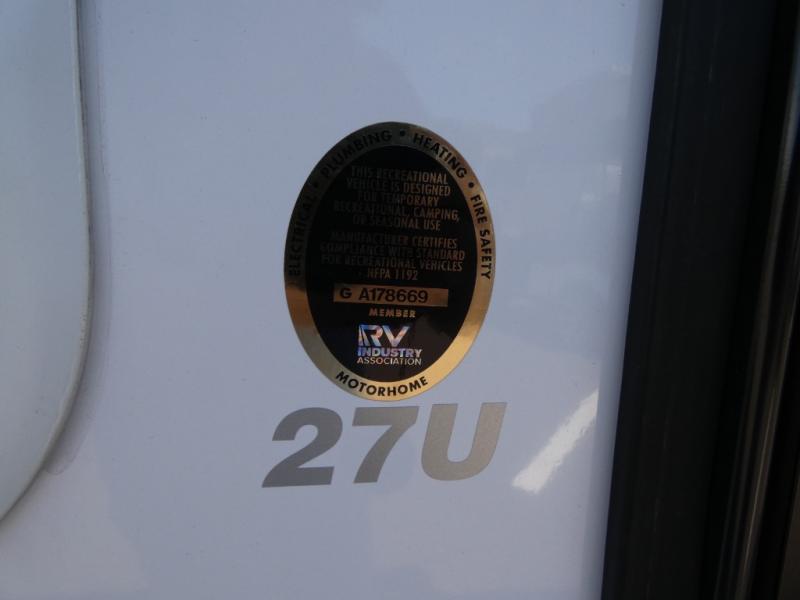 ELECTRICAL • PLUMBING • HEATING • FIRE SAFETY
THIS RECREATIONAL
VEHICLE IS DESIGNED
FOR TEMPORARY
RECREATIONAL, CAMPING,
OR SEASONAL USE
MANUFACTURER CERTIFIES
COMPLIANCE WITH STANDARD
FOR RECREATIONAL VEHICLES
· NFPA 1192
G A178669
MEMBER
RV
INDUSTRY
ASSOCIATION
MOTORHOME
27U